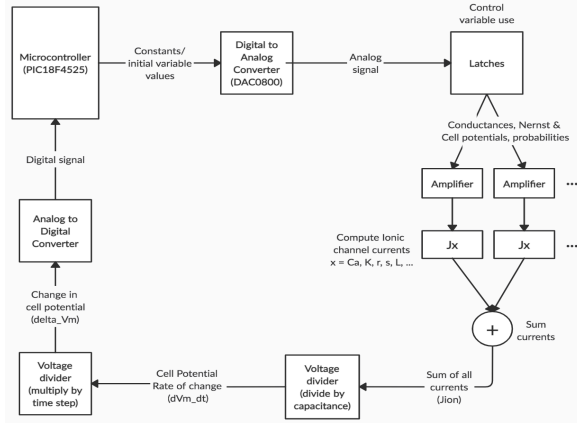 Control
variable use
Microcontroller
(PIC18F4525)
Constants/
initial variable
values
Digital to
Analog
Converter
(DAC0800)
Analog
signal
Latches
Conductances, Nernst &
Cell potentials, probabilities
Digital signal
Amplifier
Amplifier
...
Analog to
Digital
Converter
Compute Ionic
channel currents
x = Ca, K, r, s, L, ...
Jx
Jx
...
Change in
cell potential
(delta_Vm)
+
Sum
currents
Voltage
divider
(multiply by
time step)
Cell Potential
Rate of change
(dVm_dt)
Voltage
divider
(divide by
capacitance)
Sum of all
currents
(Jion)